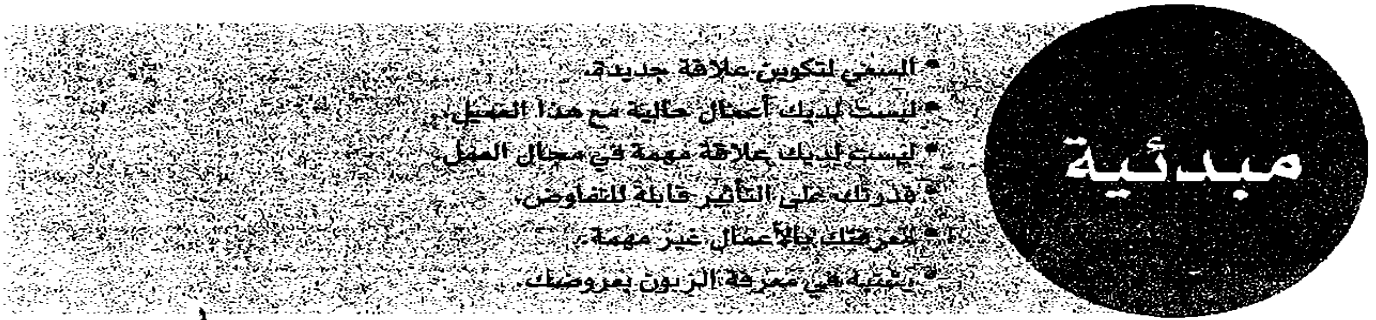 مبدئية
• السعي لتكوين علاقة جديدة.
• ليست لديك أعمال حالية مع هذا العميل.
• ليست لديك علاقة مهمة في مجال العمل.
• قدرتك على التأثير قابلة للتفاوض.
• معرفتك بالأعمال غير مهمة.
• يشتبه في معرفة الزبون بعروضك.